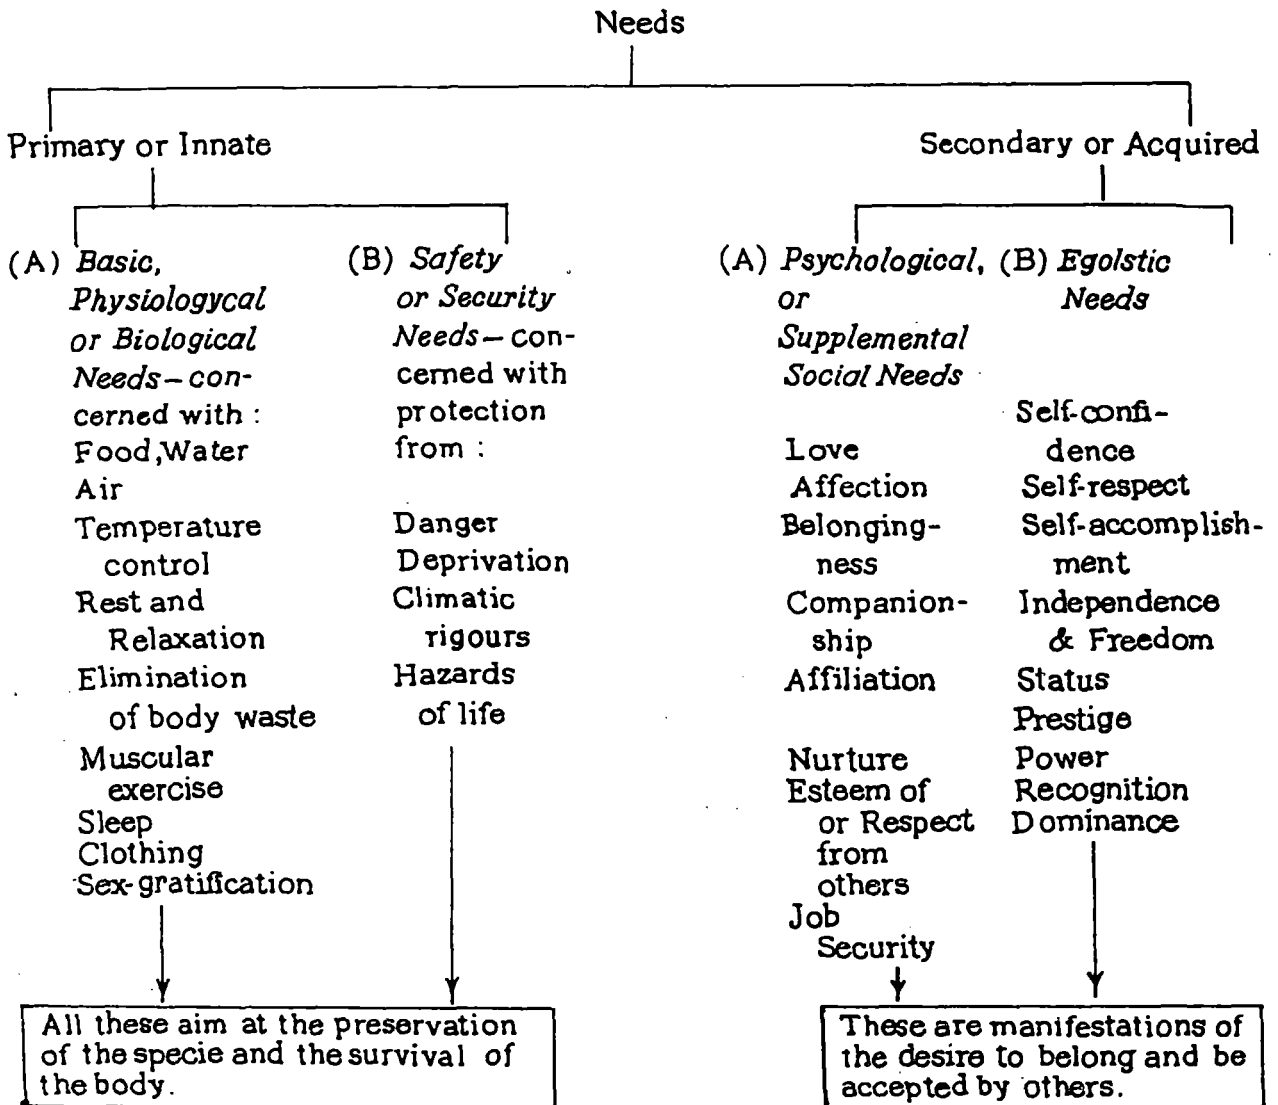 Needs
Primary or Innate
Secondary or Acquired
(A) Basic,
Physiologycal
or Biological
Needs–con-
cerned with :
Food,Water
Air
Temperature
control
Rest and
Relaxation
Elimination
of body waste
Muscular
exercise
Sleep
Clothing
Sex-gratification
(B) Safety
or Security
Needs–con-
cerned with
protection
from :
Danger
Deprivation
Climatic
rigours
Hazards
of life
All these aim at the preservation
of the specie and the survival of
the body.
(A) Psychological,
or
Supplemental
Social Needs
Love
Affection
Belonging-
ness
Companion-
ship
Affiliation
Nurture
Esteem of
or Respect
from
others
Job
Security
(B) Egolstic
Needs
Self-confi-
dence
Self-respect
Self-accomplish-
ment
Independence
& Freedom
Status
Prestige
Power
Recognition
Dominance
These are manifestations of
the desire to belong and be
accepted by others.